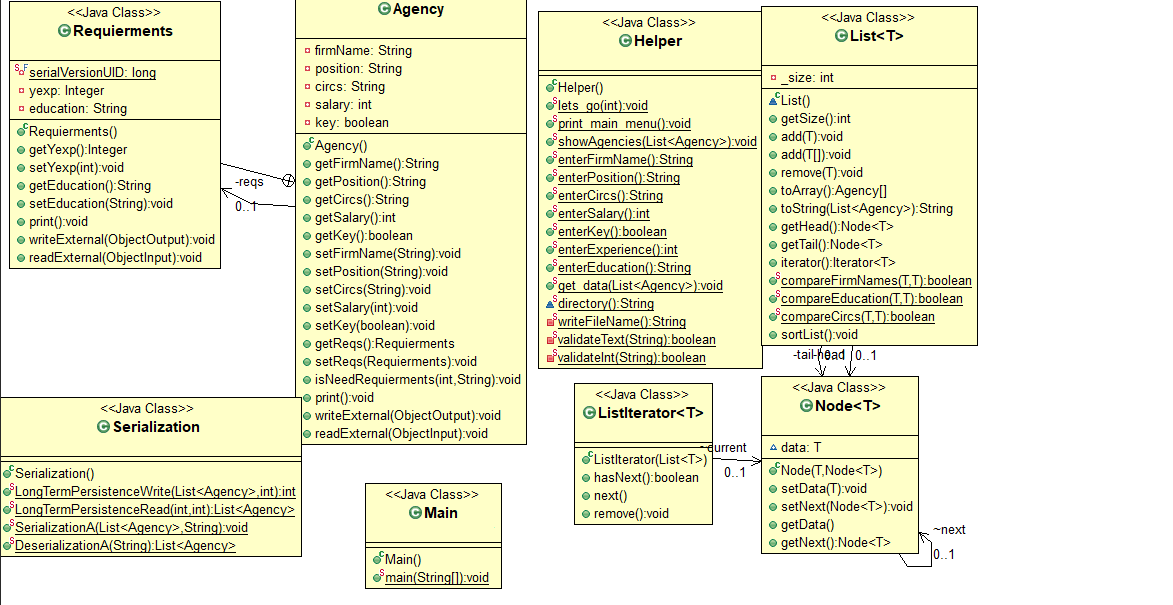 <<Java Class>>
Requierments
serialVersionUID: long
yexp: Integer
education: String
Requierments()
getYexp():Integer
setYexp(int):void
getEducation():String
setEducation(String):void
print():void
writeExternal(ObjectOutput):void
readExternal(ObjectInput):void
-reqs
0..1
Agency
firmName: String
position: String
circs: String
salary: int
key: boolean
Agency()
getFirmName():String
getPosition():String
getCircs():String
getSalary():int
getKey():boolean
setFirmName(String):void
setPosition(String):void
setCircs(String):void
setSalary(int):void
setKey(boolean):void
getReqs():Requierments
setReqs(Requierments):void
isNeedRequierments(int,String):void
print():void
writeExternal(ObjectOutput):void
readExternal(ObjectInput):void
<<Java Class>>
Helper
Helper()
lets_go(int):void
print_main_menu():void
showAgencies(List<Agency>):void
enterFirmName():String
enterPosition():String
enterCircs():String
enterSalary():int
enterKey():boolean
enterExperience():int
enterEducation():String
get_data(List<Agency>):void
directory():String
writeFileName():String
validateText(String):boolean
validateInt(String):boolean
<<Java Class>>
List<T>
_size: int
List()
getSize():int
add(T):void
add(T[]):void
remove(T):void
toArray():Agency[]
toString(List<Agency>):String
getHead():Node<T>
getTail():Node<T>
iterator():Iterator<T>
compareFirmNames(T,T):boolean
compareEducation(T,T):boolean
compareCircs(T,T):boolean
sortList():void
-tail
-head
0..1
0..1
<<Java Class>>
Serialization
Serialization()
LongTermPersistenceWrite(List<Agency>,int):int
LongTermPersistenceRead(int,int):List<Agency>
SerializationA(List<Agency>,String):void
DeserializationA(String):List<Agency>
<<Java Class>>
Main
Main()
main(String[]):void
<<Java Class>>
ListIterator<T>
ListIterator(List<T>)
hasNext():boolean
next()
remove():void
~current
0..1
<<Java Class>>
Node<T>
data: T
Node(T,Node<T>)
setData(T):void
setNext(Node<T>):void
getData()
getNext():Node<T>
~next
0..1